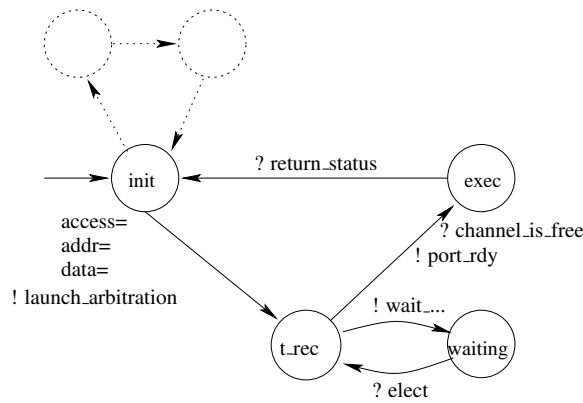 ? return_status
init
exec
access=
addr=
data=
! launch_arbitration
? channel_is_free
! port_rdy
! wait_...
t_rec
waiting
? elect